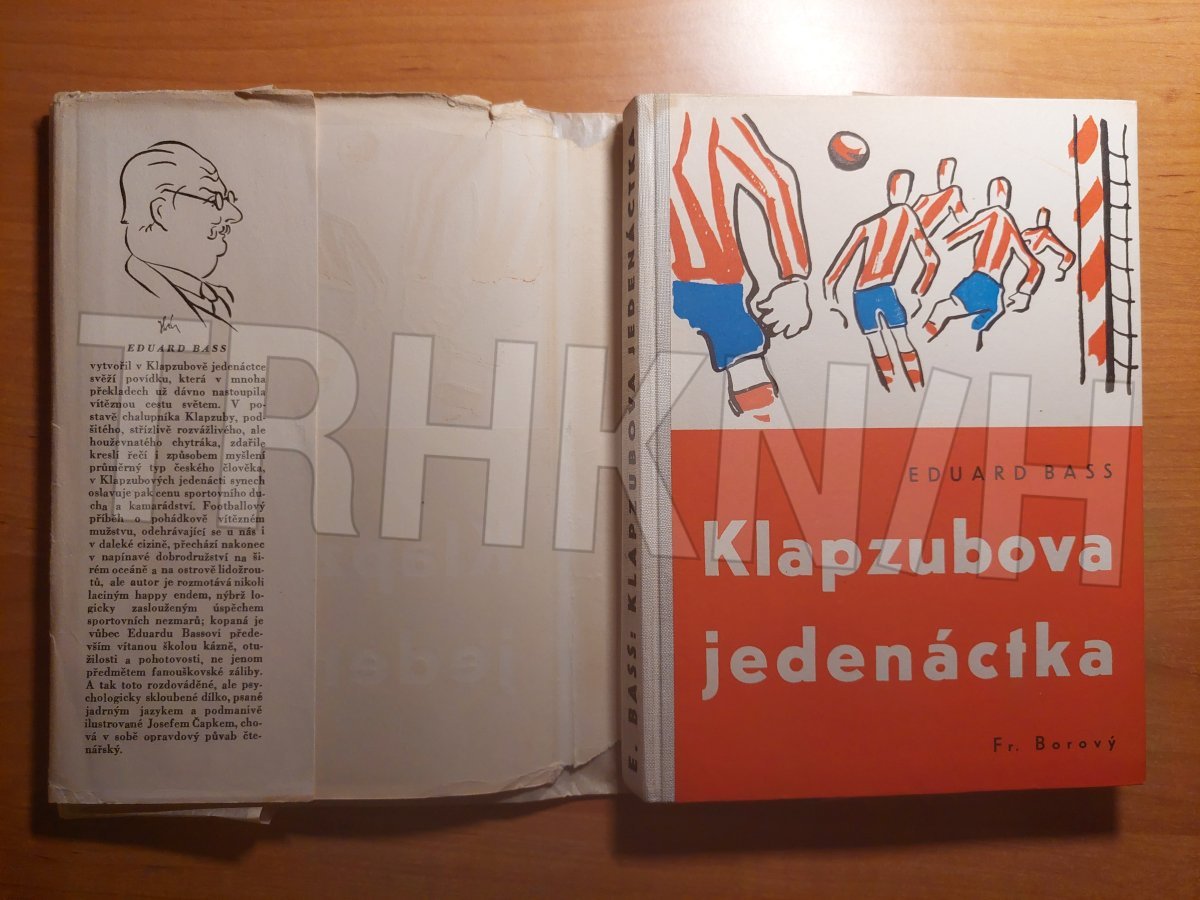 EDUARD BASS
vytvořil v Klapzubově jedenáctce
svěží povídku, která v mnoha
překladech už dávno nastoupila
vítěznou cestu světem. V po-
stavě chalupníka Klapzuby, pod-
šitého, střízlivě rozvážlivého, ale
houževnatého chytráka, zdařile
kreslí řečí i způsobem myšlení
průměrný typ českého člověka,
v Klapzubových jedenácti synech
oslavuje pak cenu sportovního du-
cha a kamarádství. Footballový
příběh o pohádkově vítězném
mužstvu, odehrávající se u nás i
v daleké cizině, přechází nakonec
v napínavé dobrodružství na ši-
rém oceáně a na ostrově lidožrou-
tů, ale autor je rozmotává nikoli
laciným happy endem, nýbrž lo-
gicky zaslouženým úspěchem
sportovních nezmarů; kopaná je
vůbec Eduardu Bassovi přede-
vším vítanou školou kázně, otu-
žilosti a pohotovosti, ne jenom
předmětem fanouškovské záliby.
A tak toto rozdováděné, ale psy-
chologicky skloubené dílko, psané
jadrným jazykem a podmanivě
ilustrované Josefem Čapkem, cho-
vá v sobě opravdový půvab čte-
nářský.
E. BASS: KLAPZUBOVA JEDENÁCTKA
EDUARD BASS
Klapzubova
jedenáctka
Fr. Borový
TRHKNIH